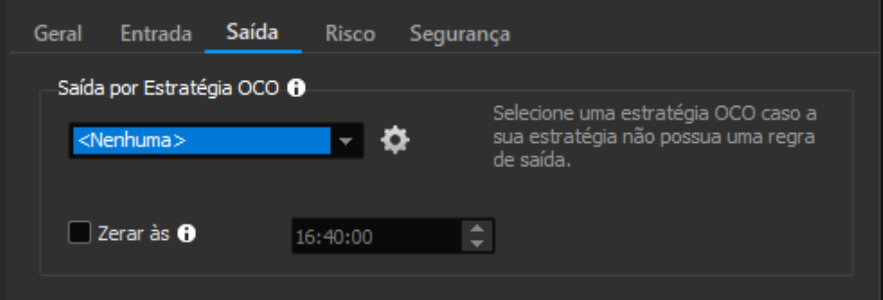 Geral Entrada Saída Risco Segurança
Saída por Estratégia OCO
<Nenhuma>
Selecione uma estratégia OCO caso a
sua estratégia não possua uma regra
de saída.
Zerar às 16:40:00